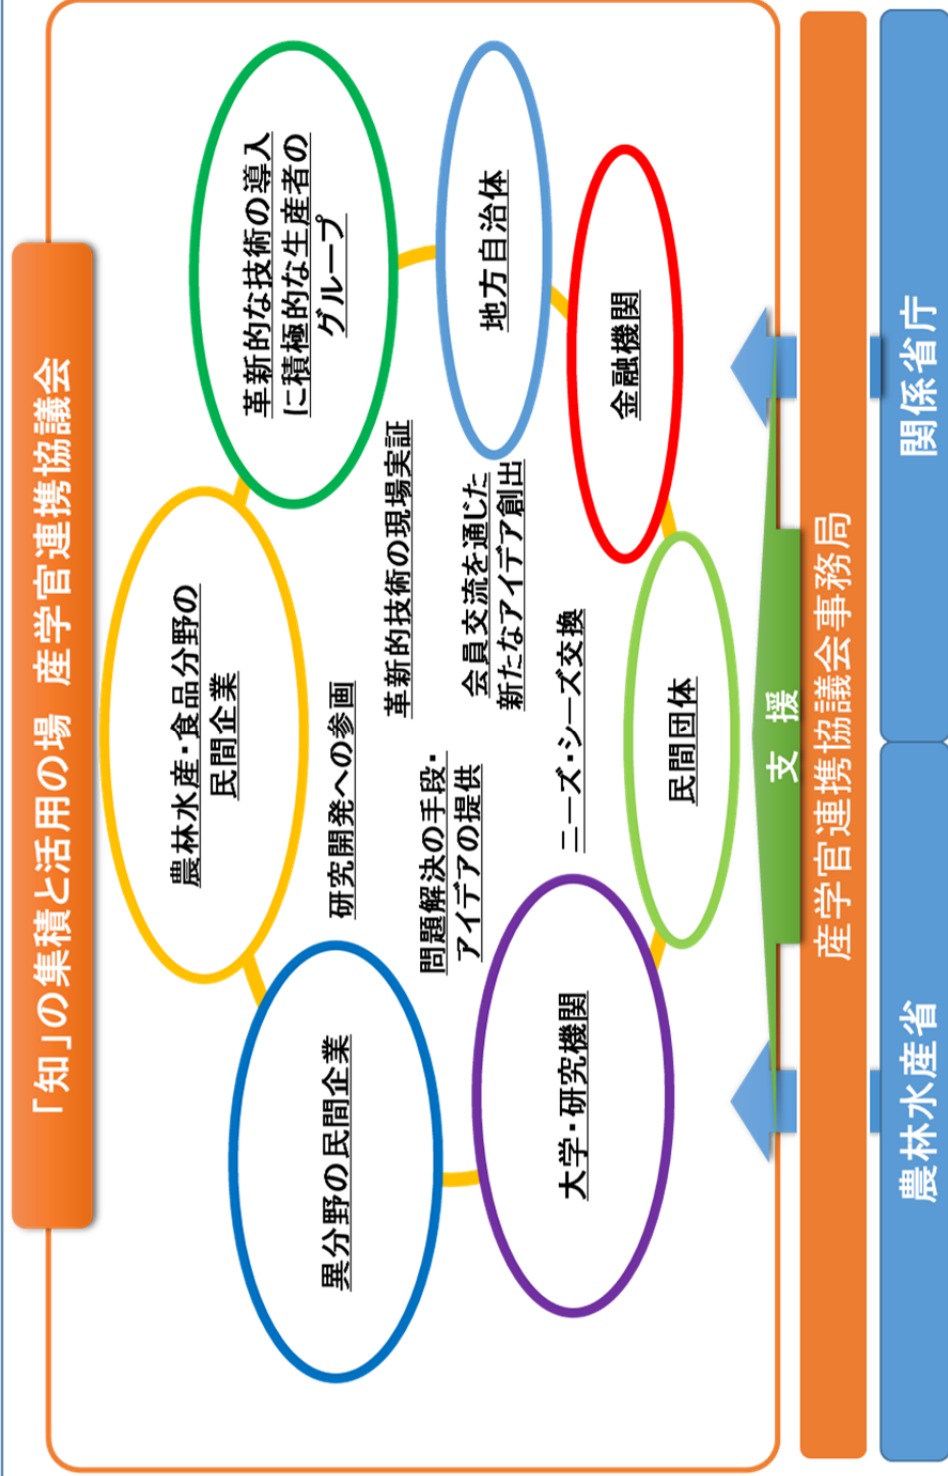 「知」の集積と活用の場　産学官連携協議会
農林水産・食品分野の
民間企業
異分野の民間企業
革新的な技術の導入
に積極的な生産者の
グループ
研究開発への参画
革新的技術の現場実証
問題解決の手段・
アイデアの提供
会員交流を通じた
新たなアイデア創出
地方自治体
ニーズ・シーズ交換
大学・研究機関
金融機関
民間団体
支 援
産学官連携協議会事務局
農林水産省
関係省庁